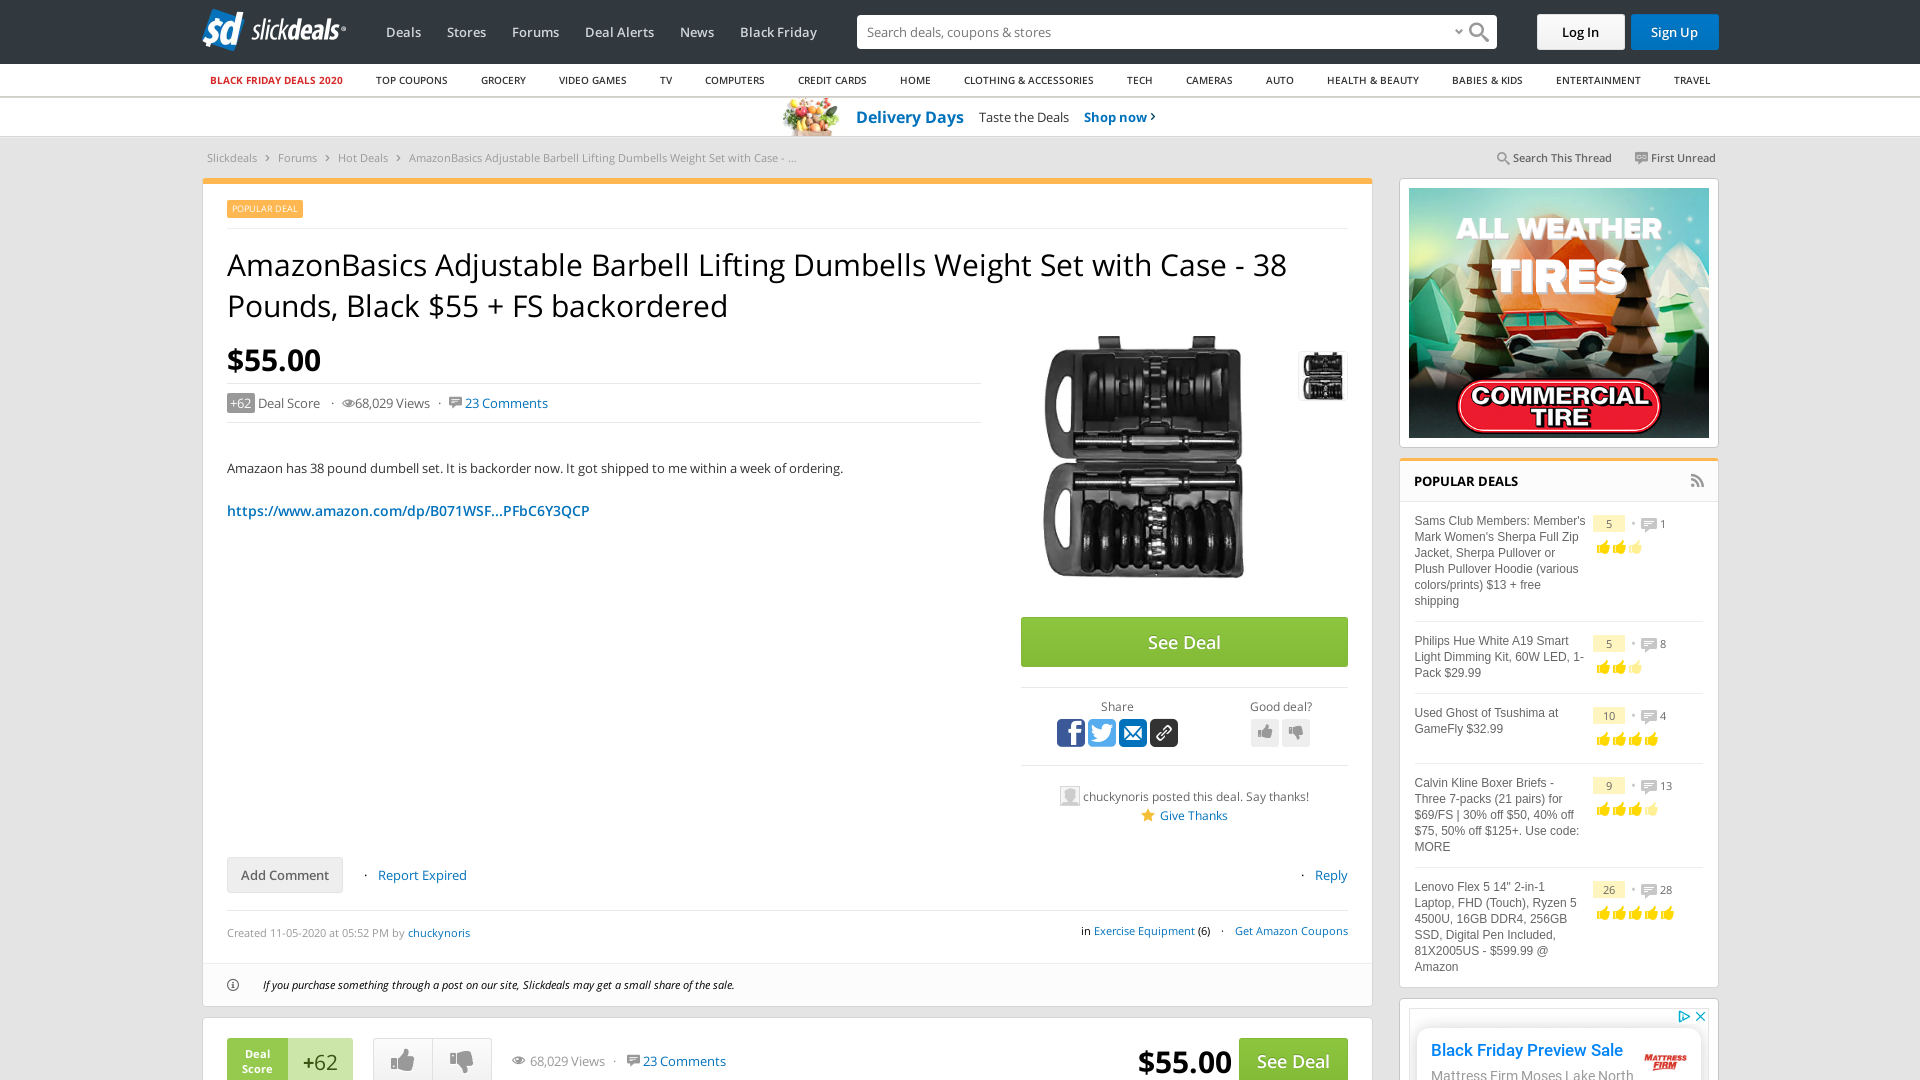 slickdeals
Deals
Stores
Forums
Deal Alerts
News
Black Friday
Search deals, coupons & stores
Log In
Sign Up
BLACK FRIDAY DEALS 2020
TOP COUPONS
GROCERY
VIDEO GAMES
TV
COMPUTERS
CREDIT CARDS
HOME
CLOTHING & ACCESSORIES
TECH
CAMERAS
AUTO
HEALTH & BEAUTY
BABIES & KIDS
ENTERTAINMENT
TRAVEL
Delivery Days Taste the Deals Shop now ›
Slickdeals › Forums › Hot Deals › AmazonBasics Adjustable Barbell Lifting Dumbells Weight Set with Case - ...
Search This Thread
First Unread
POPULAR DEAL
AmazonBasics Adjustable Barbell Lifting Dumbells Weight Set with Case - 38
Pounds, Black $55 + FS backordered
$55.00
+62 Deal Score · 68,029 Views · 23 Comments
Amazaon has 38 pound dumbell set. It is backorder now. It got shipped to me within a week of ordering.
https://www.amazon.com/dp/B071WSF...PFbC6Y3QCP
See Deal
Share
Good deal?
chuckynoris posted this deal. Say thanks!
Give Thanks
Add Comment
· Report Expired
· Reply
Created 11-05-2020 at 05:52 PM by chuckynoris
in Exercise Equipment (6) · Get Amazon Coupons
If you purchase something through a post on our site, Slickdeals may get a small share of the sale.
Deal
Score
+62
68,029 Views · 23 Comments
$55.00
See Deal
ALL WEATHER
TIRES
COMMERCIAL
TIRE
POPULAR DEALS
Sams Club Members: Member's
Mark Women's Sherpa Full Zip
Jacket, Sherpa Pullover or
Plush Pullover Hoodie (various
colors/prints) $13 + free
shipping
5 • 1
Philips Hue White A19 Smart
Light Dimming Kit, 60W LED, 1-
Pack $29.99
5 • 8
Used Ghost of Tsushima at
GameFly $32.99
10 • 4
Calvin Kline Boxer Briefs -
Three 7-packs (21 pairs) for
$69/FS | 30% off $50, 40% off
$75, 50% off $125+. Use code:
MORE
9 • 13
Lenovo Flex 5 14" 2-in-1
Laptop, FHD (Touch), Ryzen 5
4500U, 16GB DDR4, 256GB
SSD, Digital Pen Included,
81X2005US - $599.99 @
Amazon
26 • 28
Black Friday Preview Sale
Mattress Firm Moses Lake North
MATTRESS
FIRM